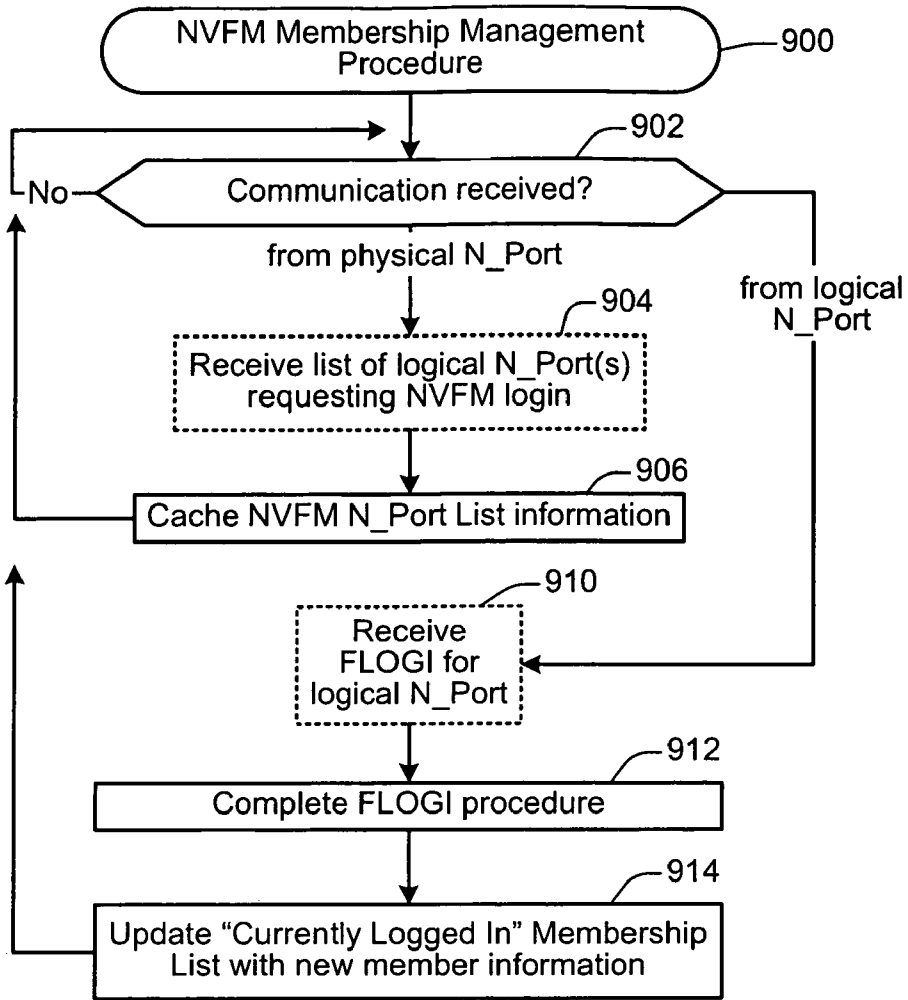 NVFM Membership Management
Procedure
900
902
Communication received?
No
from physical N_Port
from logical
N_Port
904
Receive list of logical N_Port(s)
requesting NVFM login
906
Cache NVFM N_Port List information
910
Receive
FLOGI for
logical N_Port
912
Complete FLOGI procedure
914
Update “Currently Logged In” Membership
List with new member information